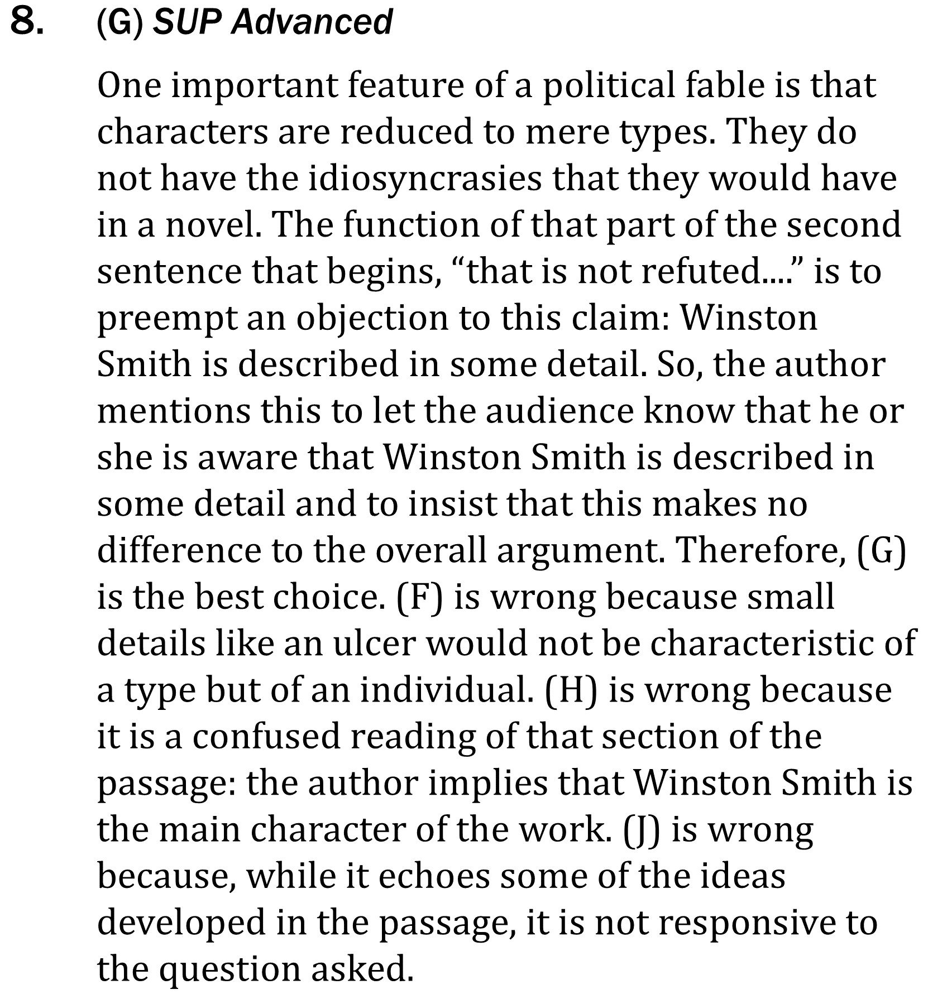 8. (G) SUP Advanced
One important feature of a political fable is that
characters are reduced to mere types. They do
not have the idiosyncrasies that they would have
in a novel. The function of that part of the second
sentence that begins, “that is not refuted....” is to
preempt an objection to this claim: Winston
Smith is described in some detail. So, the author
mentions this to let the audience know that he or
she is aware that Winston Smith is described in
some detail and to insist that this makes no
difference to the overall argument. Therefore, (G)
is the best choice. (F) is wrong because small
details like an ulcer would not be characteristic of
a type but of an individual. (H) is wrong because
it is a confused reading of that section of the
passage: the author implies that Winston Smith is
the main character of the work. (J) is wrong
because, while it echoes some of the ideas
developed in the passage, it is not responsive to
the question asked.